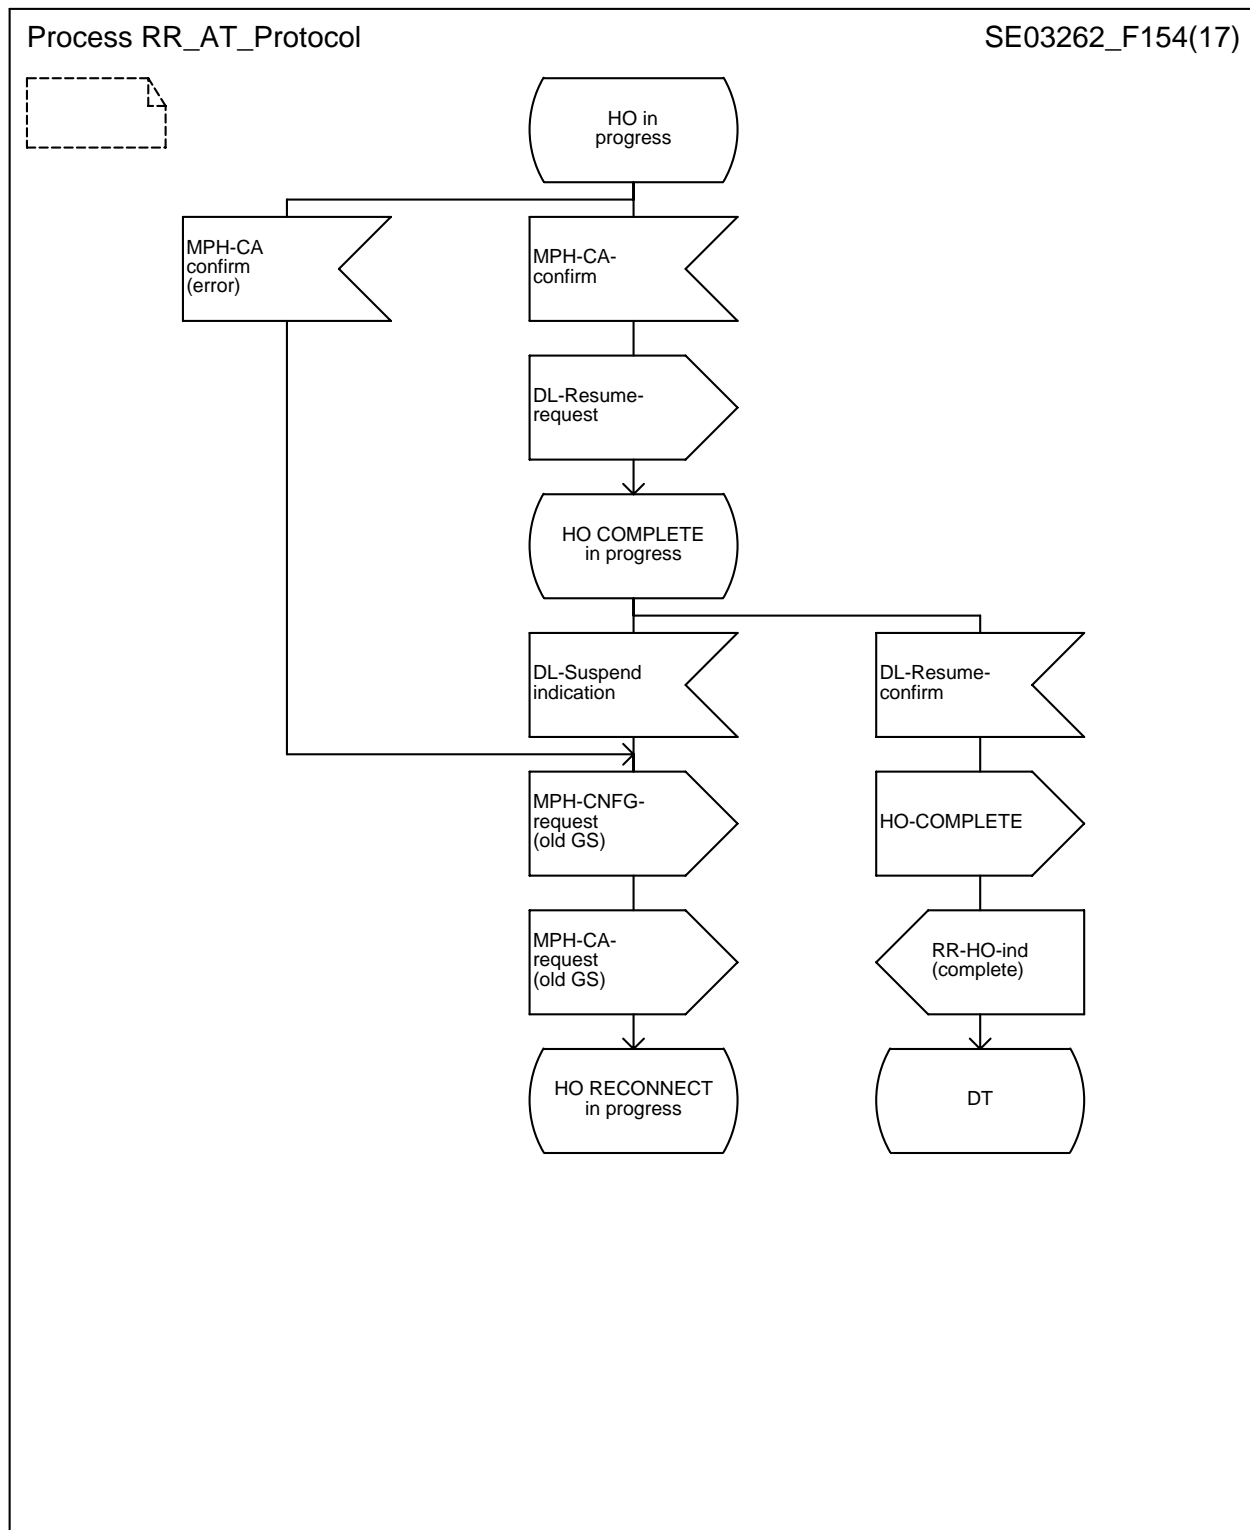 Process RR_AT_Protocol
SE03262_F154(17)
HO in
progress
MPH-CA
confirm
(error)
MPH-CA-
confirm
DL-Resume-
request
HO COMPLETE
in progress
DL-Suspend
indication
DL-Resume-
confirm
MPH-CNFG-
request
(old GS)
HO-COMPLETE
MPH-CA-
request
(old GS)
RR-HO-ind
(complete)
HO RECONNECT
in progress
DT